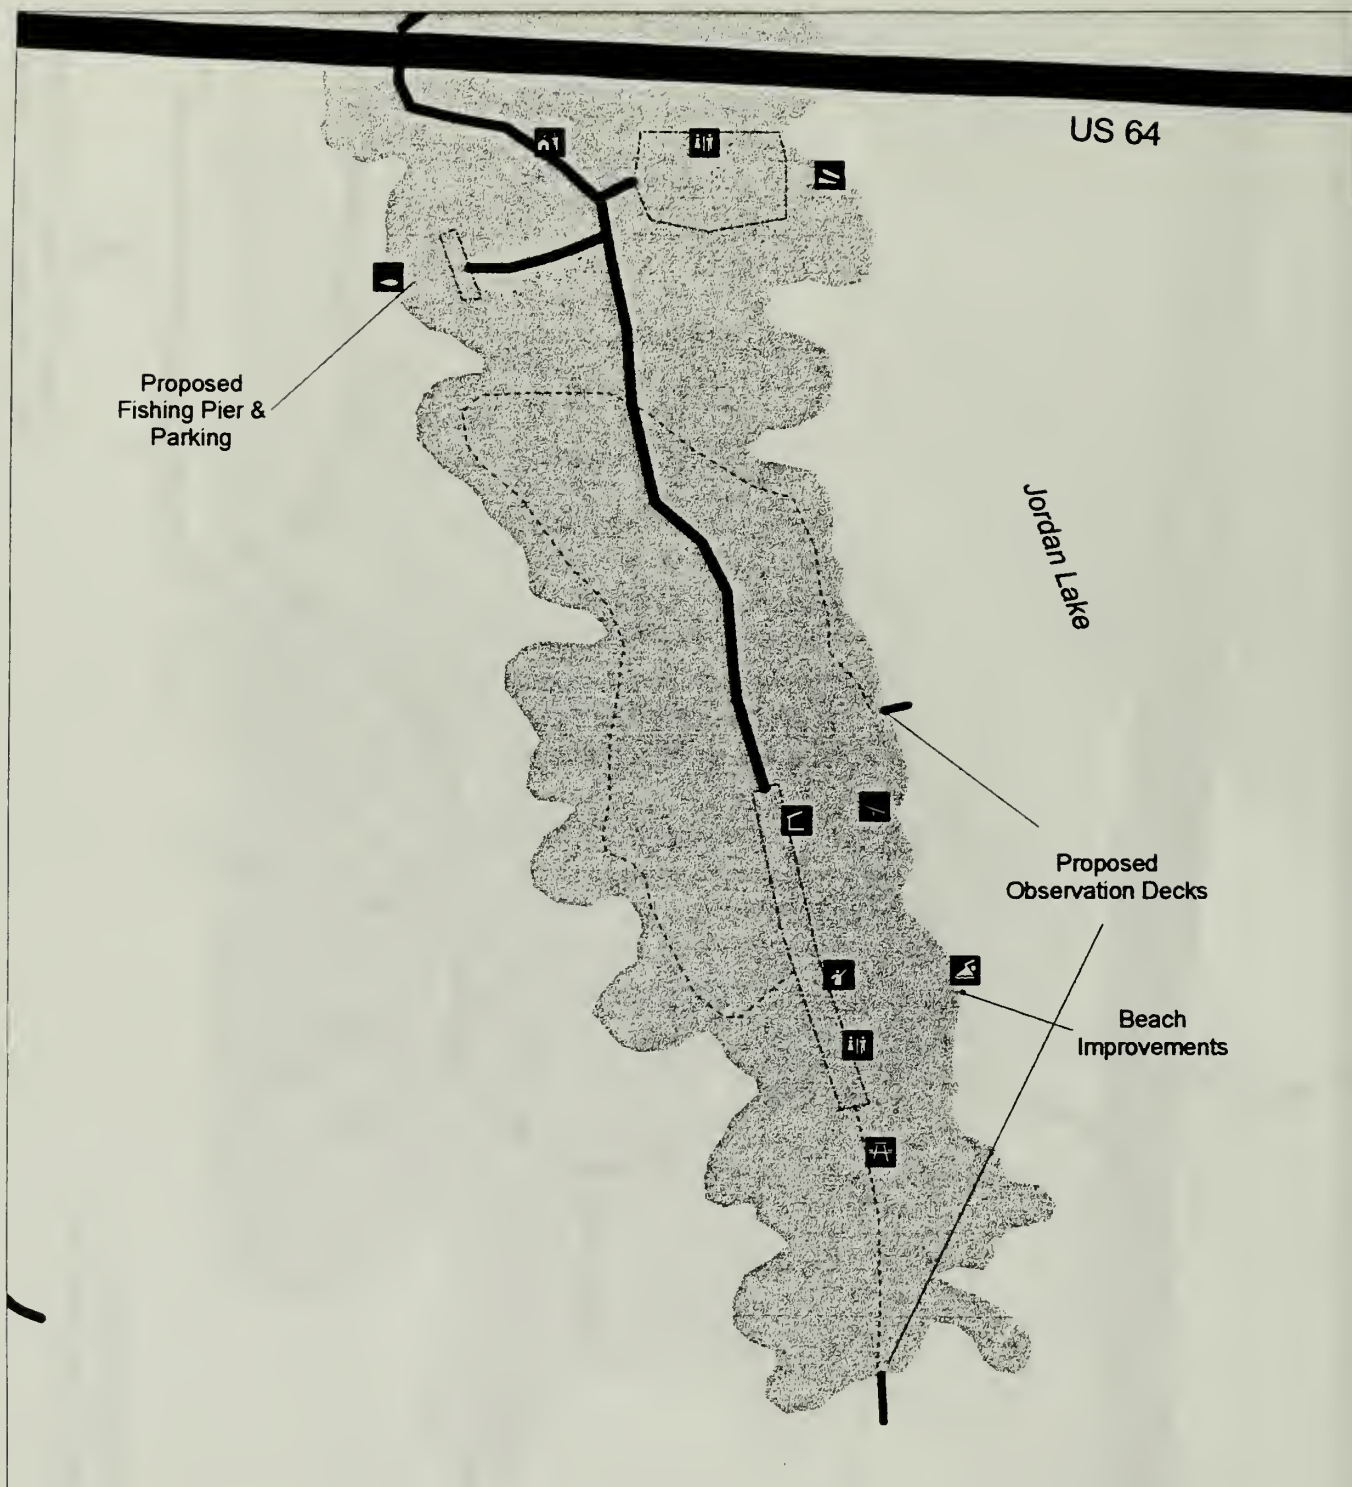 US 64
Proposed
Fishing Pier &
Parking
Jordan Lake
Proposed
Observation Decks
Beach
Improvements